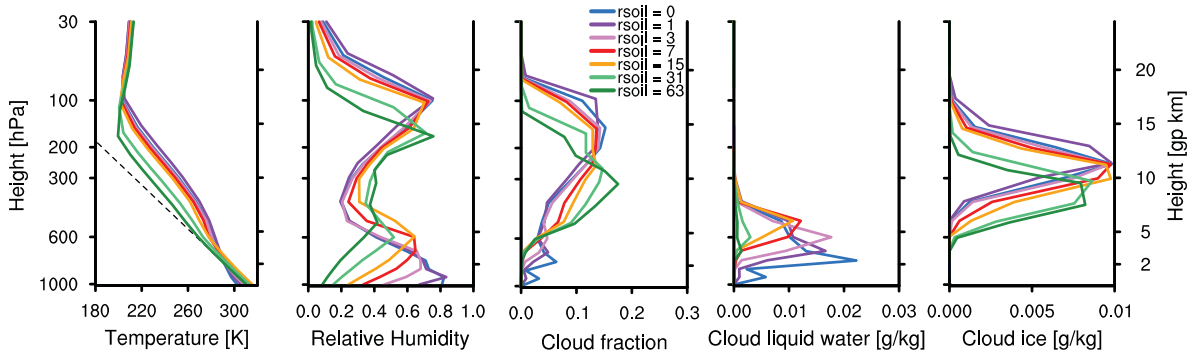 rsoil = 0
rsoil = 1
rsoil = 3
rsoil = 7
rsoil = 15
rsoil = 31
rsoil = 63
Height [hPa]
30
100
200
300
600
1000
180 220 260 300
Temperature [K]
0.0 0.2 0.4 0.6 0.8 1.0
Relative Humidity
0.0 0.1 0.2 0.3
Cloud fraction
0.00 0.01 0.02 0.03
Cloud liquid water [g/kg]
0.000 0.005 0.01
Cloud ice [g/kg]
20
15
10
5
2
Height [gp km]